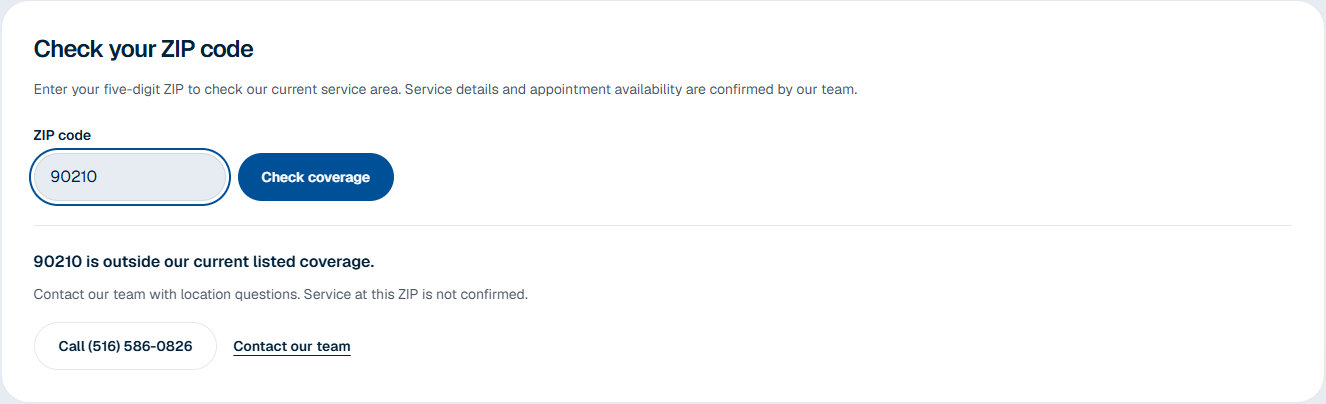 Check your ZIP code
Enter your five-digit ZIP to check our current service area. Service details and appointment availability are confirmed by our team.
ZIP code
90210
Check coverage
90210 is outside our current listed coverage.
Contact our team with location questions. Service at this ZIP is not confirmed.
Call (516) 586-0826
Contact our team